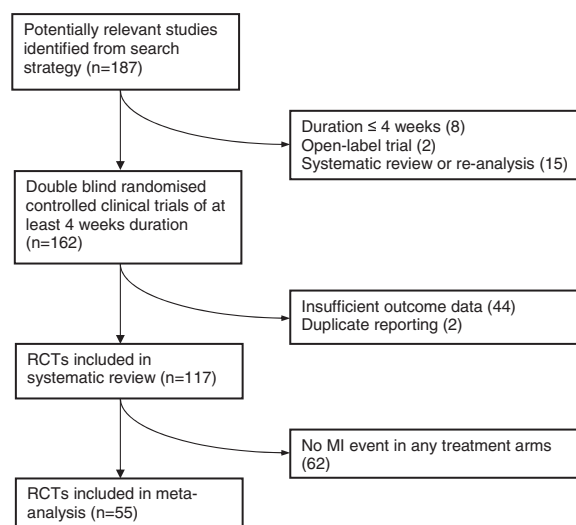 Potentially relevant studies
identified from search
strategy (n=187)
Duration ≤ 4 weeks (8)
Open-label trial (2)
Systematic review or re-analysis (15)
Double blind randomised
controlled clinical trials of at
least 4 weeks duration
(n=162)
Insufficient outcome data (44)
Duplicate reporting (2)
RCTs included in
systematic review (n=117)
No MI event in any treatment arms
(62)
RCTs included in meta-
analysis (n=55)